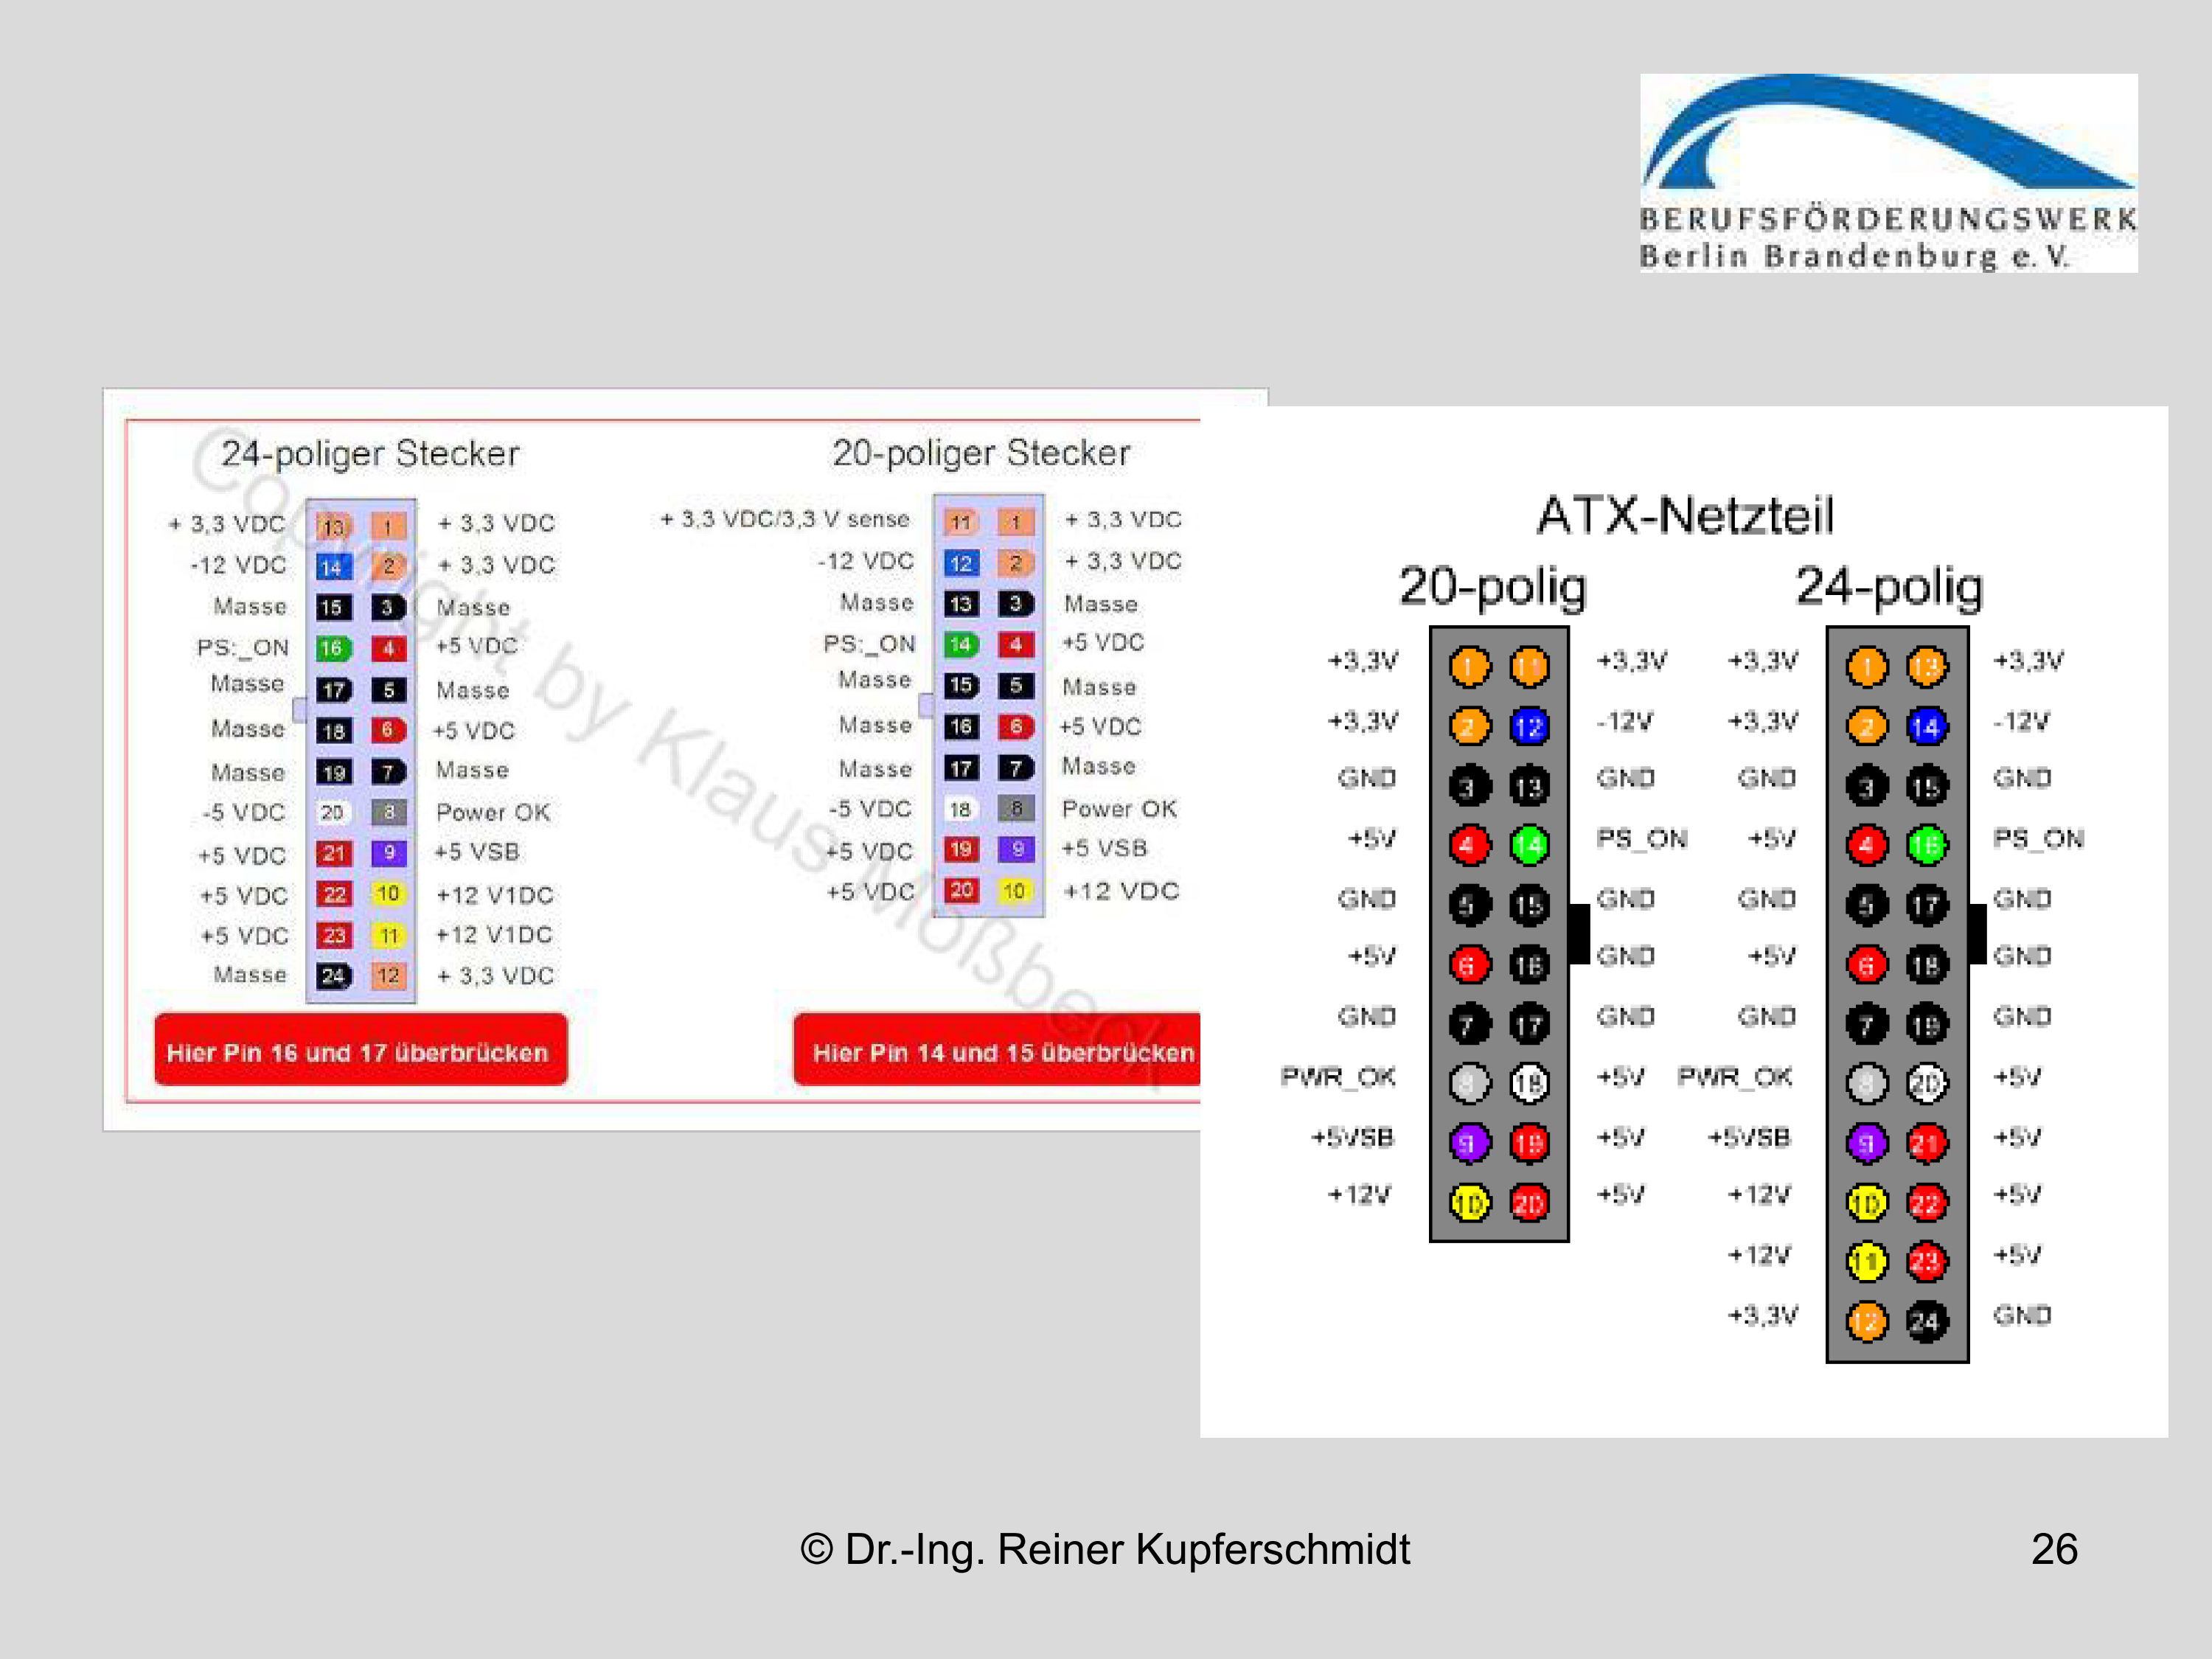 BERUFSFÖRDERUNGSWERK
Berlin Brandenburg e. V.
Copyright by Klaus Moßbeck
24-poliger Stecker
+ 3,3 VDC 13 1 + 3,3 VDC
-12 VDC 14 2 + 3,3 VDC
Masse 15 3 Masse
PS:_ON 16 4 +5 VDC
Masse 17 5 Masse
Masse 18 6 +5 VDC
Masse 19 7 Masse
-5 VDC 20 8 Power OK
+5 VDC 21 9 +5 VSB
+5 VDC 22 10 +12 V1DC
+5 VDC 23 11 +12 V1DC
Masse 24 12 + 3,3 VDC
Hier Pin 16 und 17 überbrücken
20-poliger Stecker
+ 3,3 VDC/3,3 V sense 11 1 + 3,3 VDC
-12 VDC 12 2 + 3,3 VDC
Masse 13 3 Masse
PS:_ON 14 4 +5 VDC
Masse 15 5 Masse
Masse 16 6 +5 VDC
Masse 17 7 Masse
-5 VDC 18 8 Power OK
+5 VDC 19 9 +5 VSB
+5 VDC 20 10 +12 VDC
Hier Pin 14 und 15 überbrücken
ATX-Netzteil
20-polig
+3,3V 1 11 +3,3V
+3,3V 2 12 -12V
GND 3 13 GND
+5V 4 14 PS_ON
GND 5 15 GND
+5V 6 16 GND
GND 7 17 GND
PWR_OK 8 18 +5V
+5VSB 9 19 +5V
+12V 10 20 +5V
24-polig
+3,3V 1 13 +3,3V
+3,3V 2 14 -12V
GND 3 15 GND
+5V 4 16 PS_ON
GND 5 17 GND
+5V 6 18 GND
GND 7 19 GND
PWR_OK 8 20 +5V
+5VSB 9 21 +5V
+12V 10 22 +5V
+12V 11 23 +5V
+3,3V 12 24 GND
© Dr.-Ing. Reiner Kupferschmidt
26